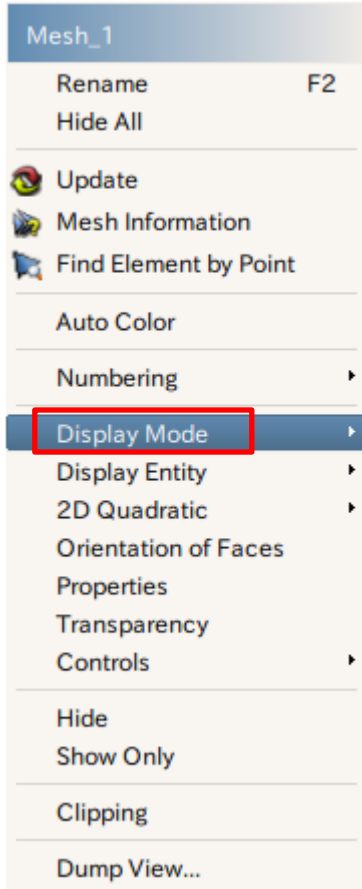 Mesh_1
Rename F2
Hide All
Update
Mesh Information
Find Element by Point
Auto Color
Numbering
Display Mode
Display Entity
2D Quadratic
Orientation of Faces
Properties
Transparency
Controls
Hide
Show Only
Clipping
Dump View...